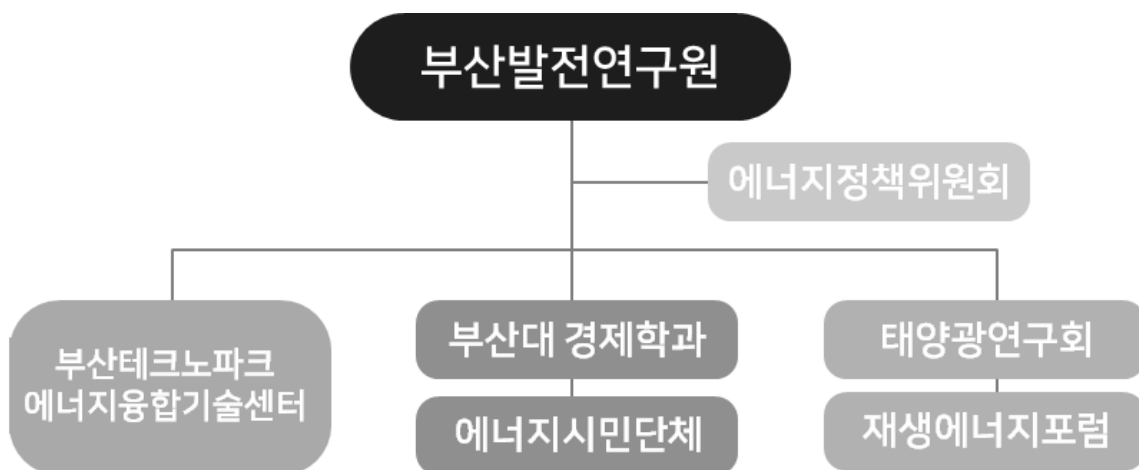 부산발전연구원
에너지정책위원회
부산테크노파크
에너지융합기술센터
부산대 경제학과
에너지시민단체
태양광연구회
재생에너지포럼